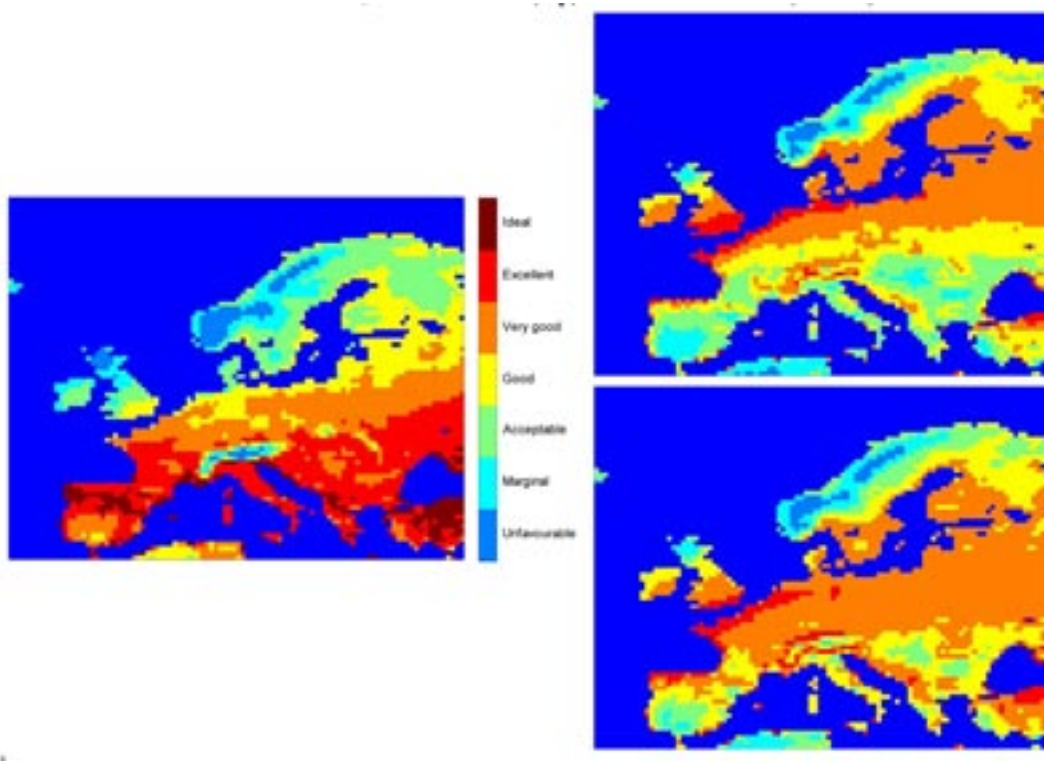 Ideal
Excellent
Very good
Good
Acceptable
Marginal
Unfavourable